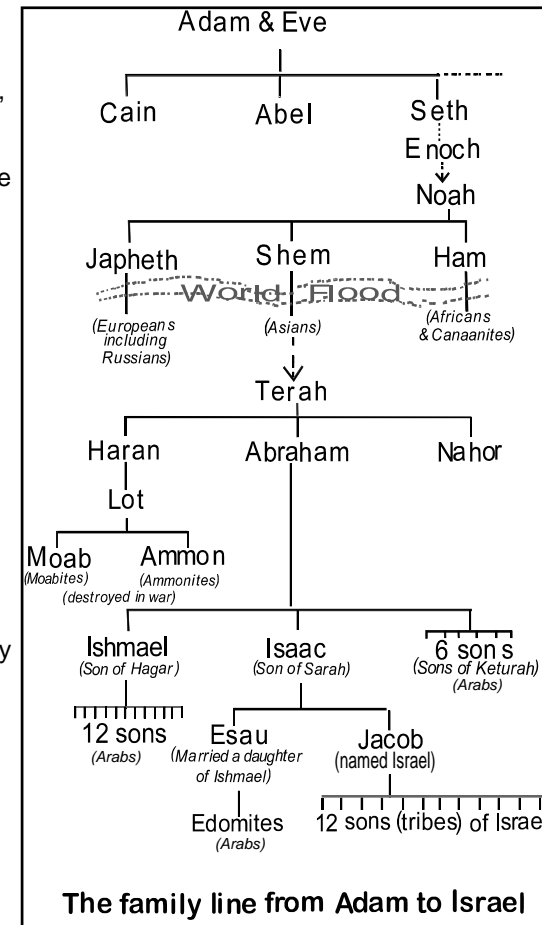 ,
e
y
Adam & Eve
Cain Abel Seth
Enoch
Noah
Japheth Shem Ham
World Flood
(Europeans including Russians) (Asians) (Africans & Canaanites)
Terah
Haran Abraham Nahor
Lot
Moab Ammon
(Moabites) (Ammonites)
(destroyed in war)
Ishmael Isaac 6 sons
(Son of Hagar) (Son of Sarah) (Sons of Keturah)
(Arabs)
12 sons
(Arabs)
Esau Jacob
(Married a daughter of Ishmael) (named Israel)
Edomites
(Arabs)
12 sons (tribes) of Israe
The family line from Adam to Israel